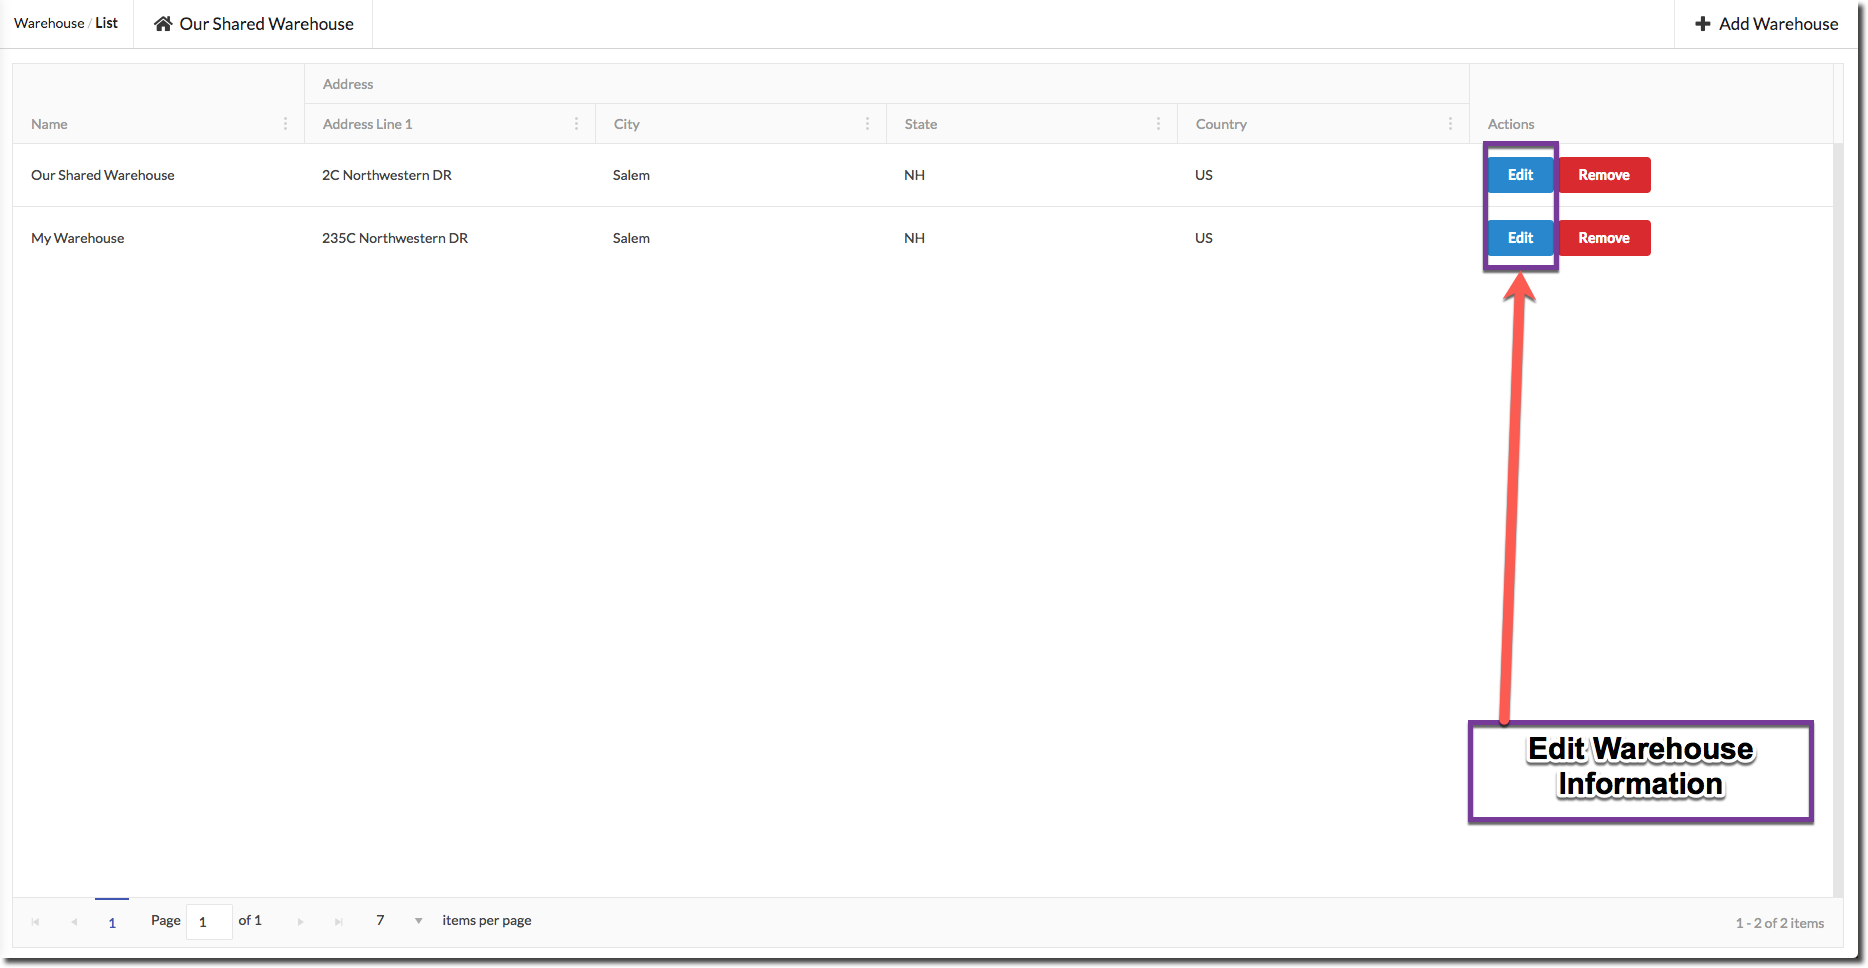 Warehouse / List
Our Shared Warehouse
Add Warehouse
Address
Name
Address Line 1
City
State
Country
Actions
Our Shared Warehouse
2C Northwestern DR
Salem
NH
US
Edit
Remove
My Warehouse
235C Northwestern DR
Salem
NH
US
Edit
Remove
Edit Warehouse
Information
1
Page 1 of 1
7
items per page
1 - 2 of 2 items